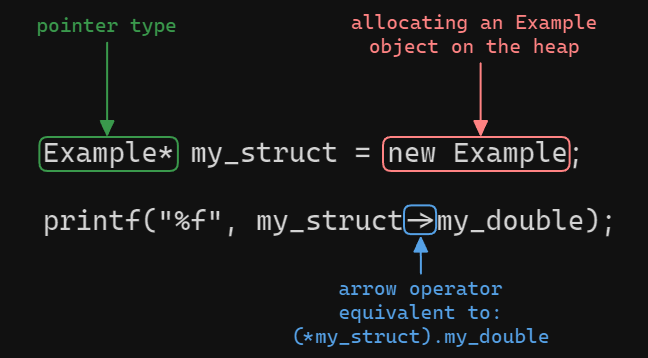 pointer type
allocating an Example
object on the heap
Example* my_struct = new Example;
printf("%f", my_struct->my_double);
arrow operator
equivalent to:
(*my_struct).my_double